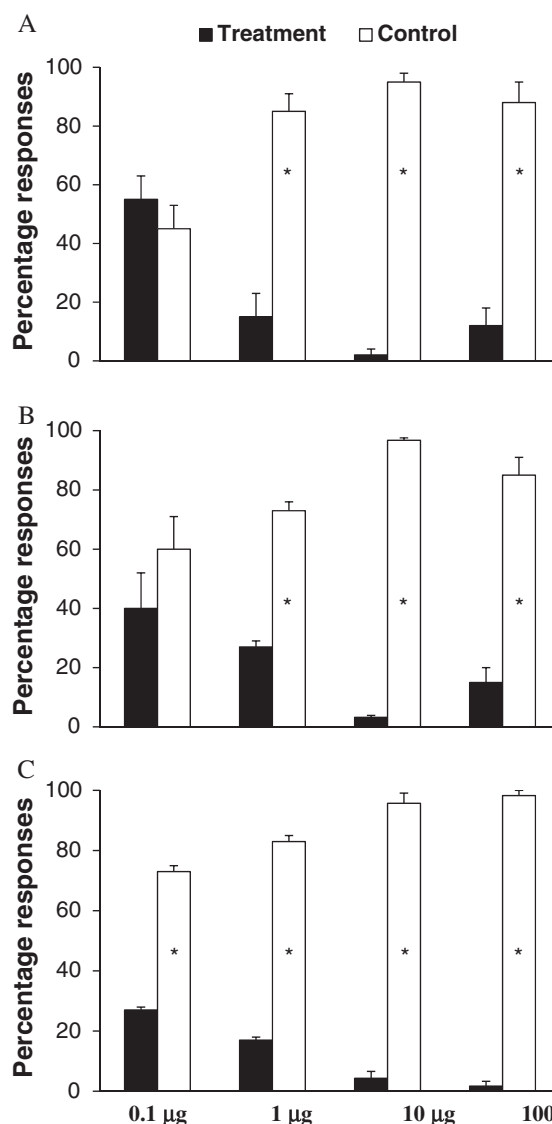 A
Treatment Control
Percentage responses
100
80
60
40
20
0
* * *
B
Percentage responses
100
80
60
40
20
0
* * *
C
Percentage responses
100
80
60
40
20
0
* * * *
0.1 µg 1 µg 10 µg 100